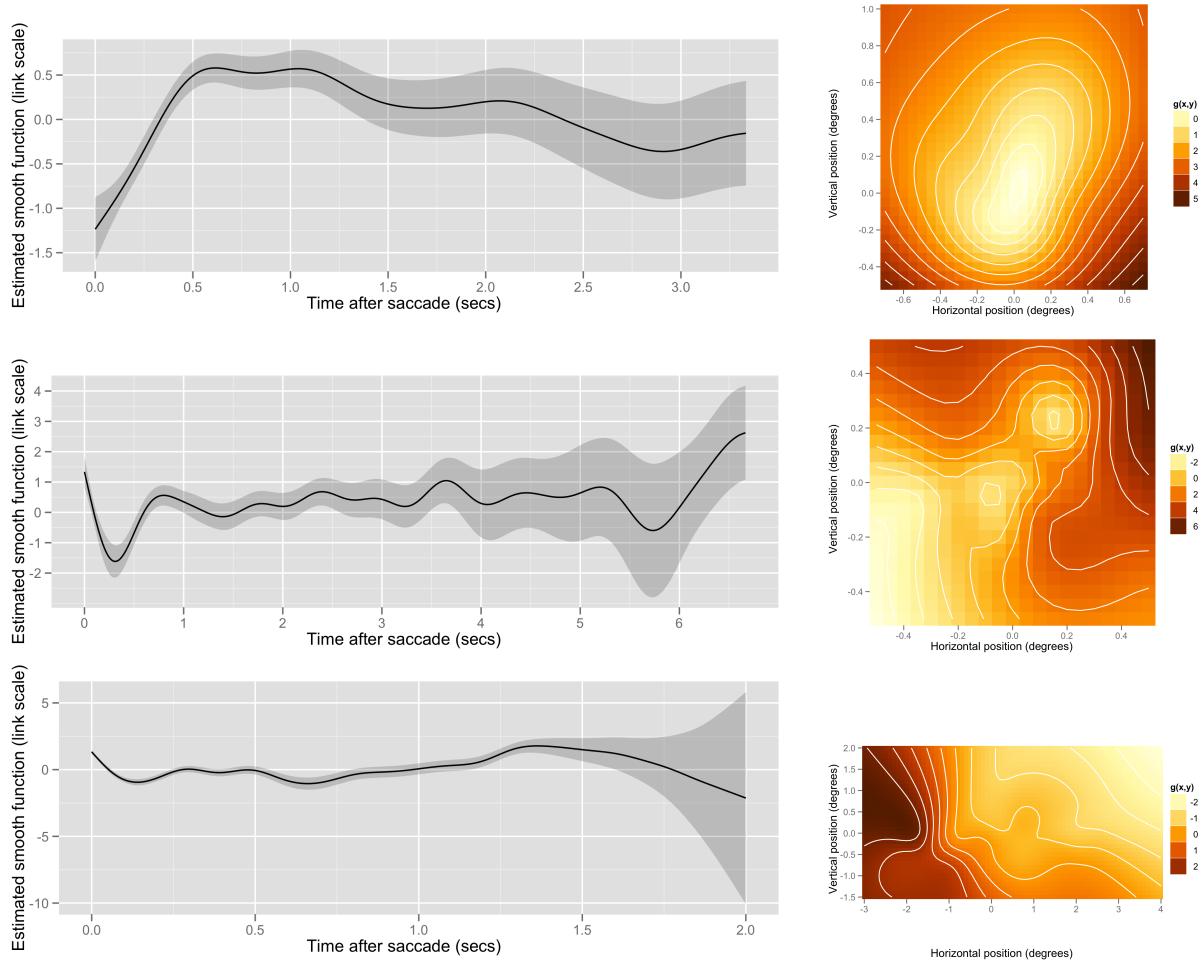 Estimated smooth function (link scale)
0.5
0.0
-0.5
-1.0
-1.5
0.0 0.5 1.0 1.5 2.0 2.5 3.0
Time after saccade (secs)
Vertical position (degrees)
1.0
0.8
0.6
0.4
0.2
0.0
-0.2
-0.4
-0.6 -0.4 -0.2 0.0 0.2 0.4 0.6
Horizontal position (degrees)
g(x,y)
0
1
2
3
4
5
Estimated smooth function (link scale)
4
3
2
1
0
-1
-2
0 1 2 3 4 5 6
Time after saccade (secs)
Vertical position (degrees)
0.4
0.2
0.0
-0.2
-0.4
-0.4 -0.2 0.0 0.2 0.4
Horizontal position (degrees)
g(x,y)
-2
0
2
4
6
Estimated smooth function (link scale)
5
0
-5
-10
0.0 0.5 1.0 1.5 2.0
Time after saccade (secs)
Vertical position (degrees)
2.0
1.5
1.0
0.5
0.0
-0.5
-1.0
-1.5
-3 -2 -1 0 1 2 3 4
Horizontal position (degrees)
g(x,y)
-2
-1
0
1
2